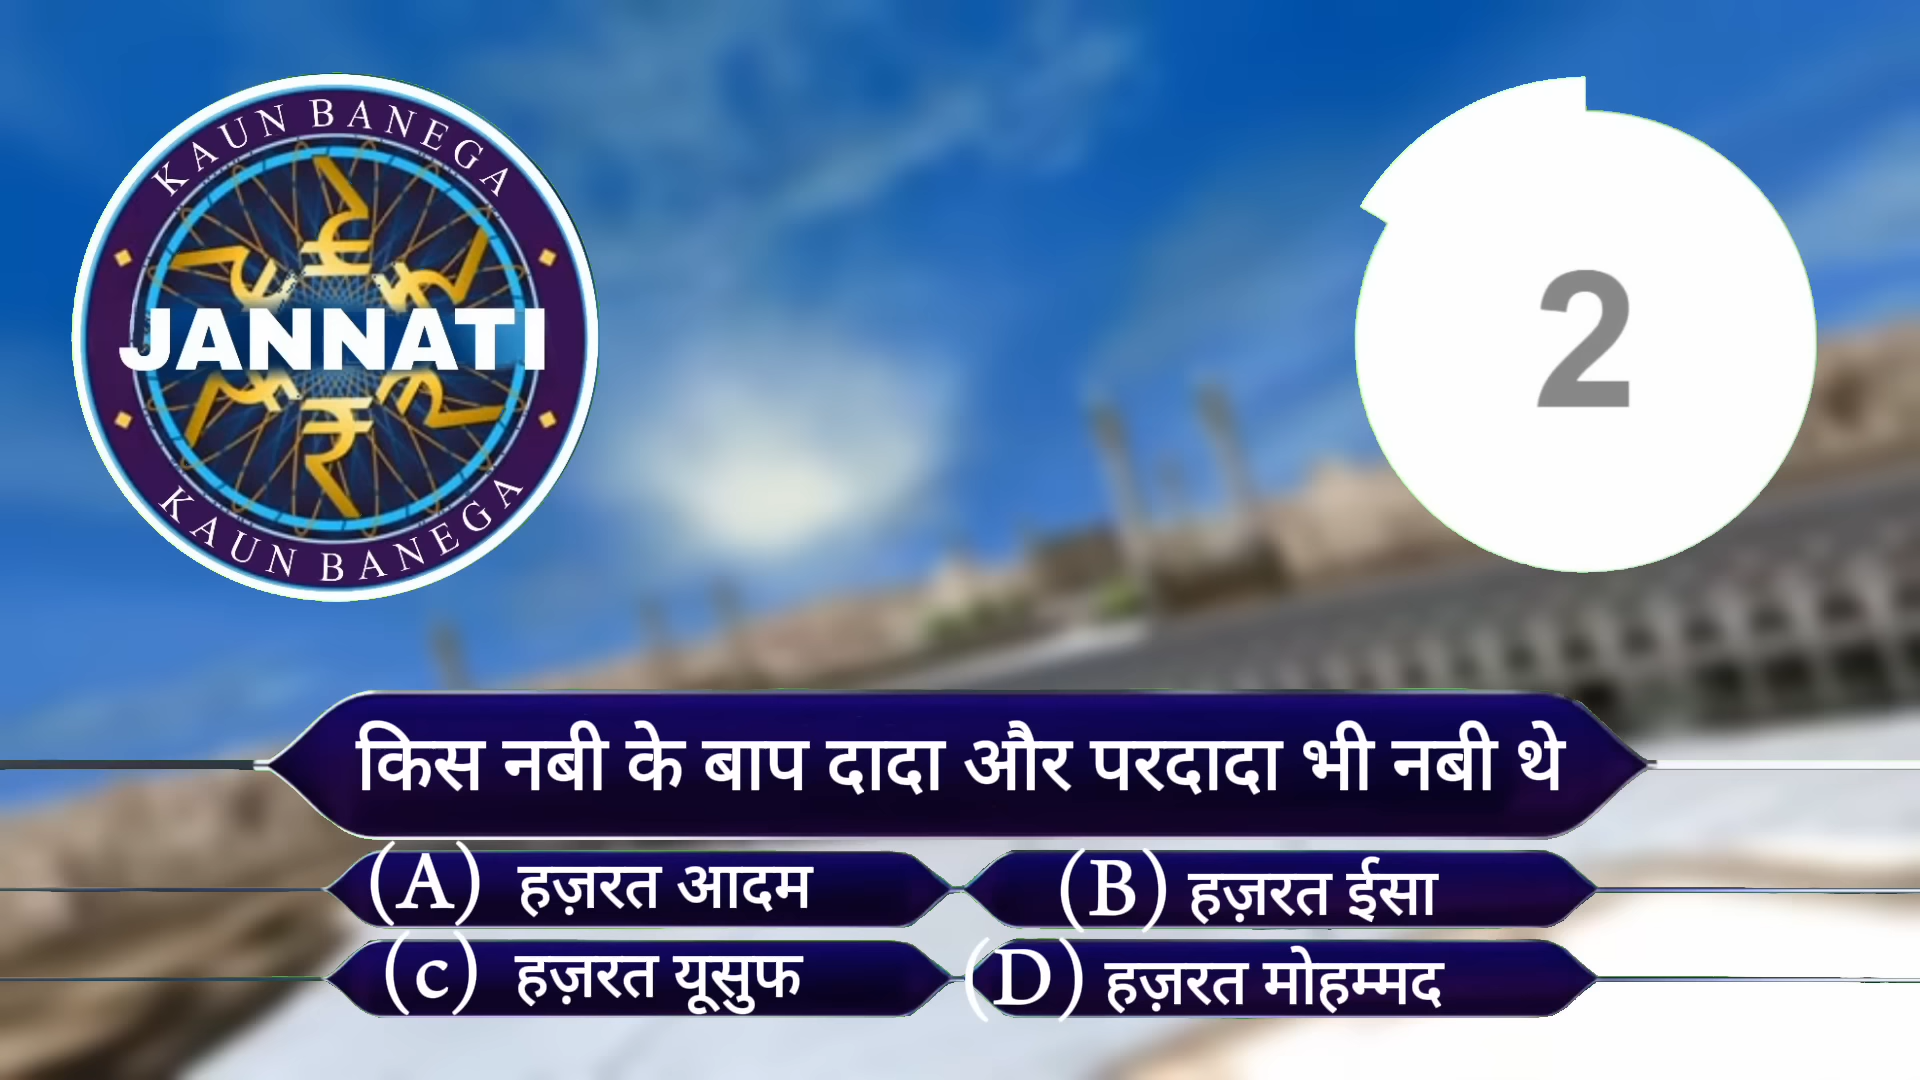 KAUN BANEGA
JANNATI
KAUN BANEGA
2
किस नबी के बाप दादा और परदादा भी नबी थे
(A) हज़रत आदम
(B) हज़रत ईसा
(c) हज़रत यूसुफ
(D) हज़रत मोहम्मद